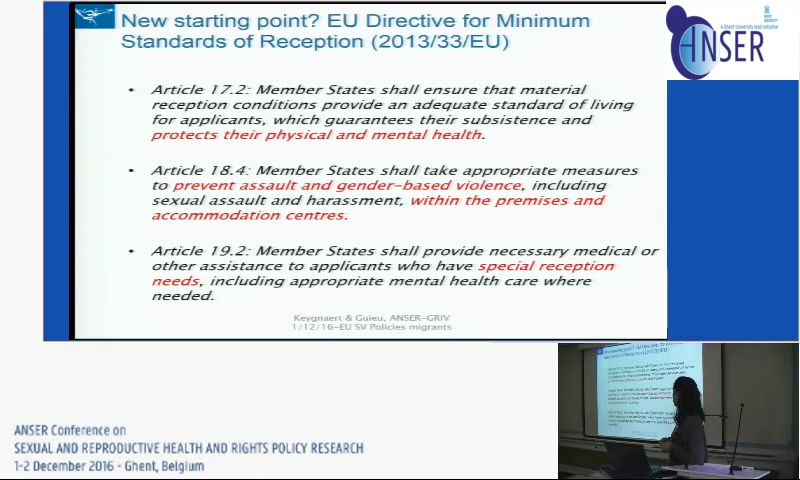 New starting point? EU Directive for Minimum
Standards of Reception (2013/33/EU)
• Article 17.2: Member States shall ensure that material
reception conditions provide an adequate standard of living
for applicants, which guarantees their subsistence and
protects their physical and mental health.
• Article 18.4: Member States shall take appropriate measures
to prevent assault and gender-based violence, including
sexual assault and harassment, within the premises and
accommodation centres.
• Article 19.2: Member States shall provide necessary medical or
other assistance to applicants who have special reception
needs, including appropriate mental health care where
needed.
Keygnaert & Guieu, ANSER-GRIV
1/12/16-EU SV Policies migrants
A Ghent University lead initiative
ANSER
ANSER Conference on
SEXUAL AND REPRODUCTIVE HEALTH AND RIGHTS POLICY RESEARCH
1-2 December 2016 - Ghent, Belgium